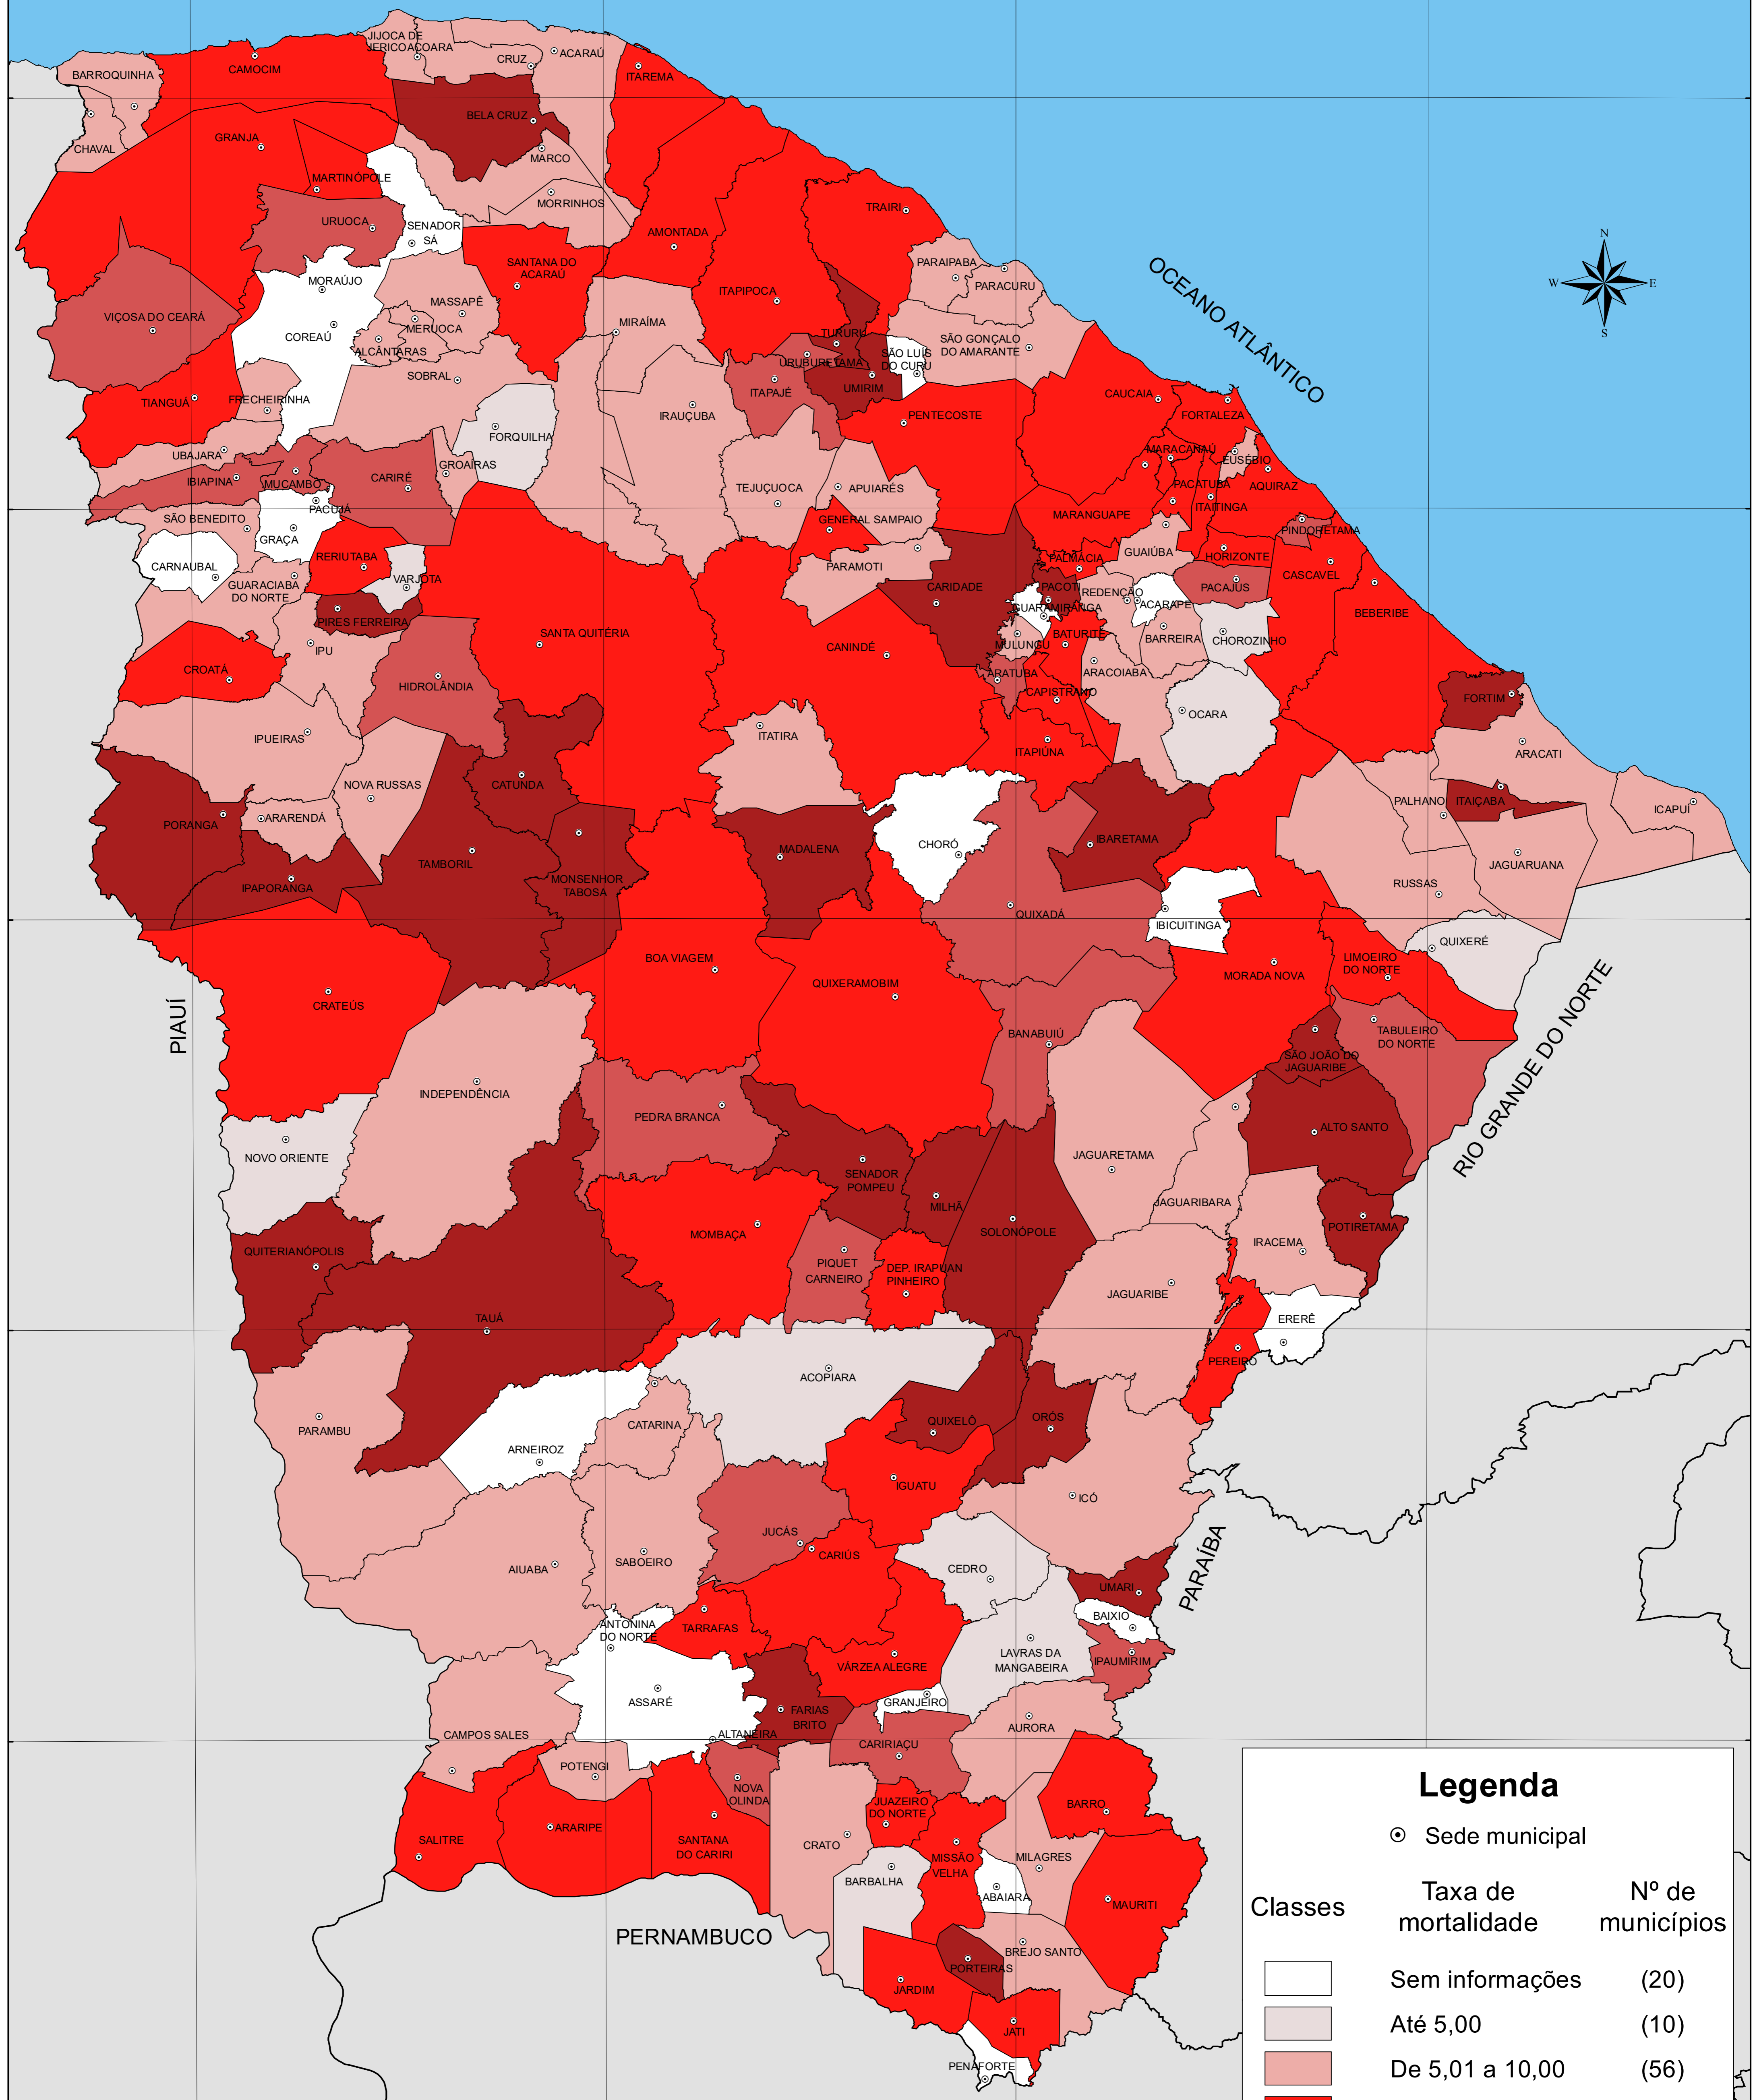 JIJOCA DE
JERICOACOARA
CRUZ
ACARAÚ
BARROQUINHA
CAMOCIM
ITAREMA
BELA CRUZ
CHAVAL
GRANJA
MARCO
MARTINÓPOLE
MORRINHOS
URUOCA
SENADOR
SÁ
TRAIRI
AMONTADA
N
W
E
S
OCEANO ATLÂNTICO
SANTANA DO
ACARAÚ
PARAIPABA
PARACURU
MORAÚJO
ITAPIPOCA
VIÇOSA DO CEARÁ
MASSAPÊ
MIRAÍMA
COREAÚ
MERUOCA
ALCÂNTARAS
TURURU
SÃO GONÇALO
DO AMARANTE
SÃO LUÍS
DO CURU
URUBURETAMA
SOBRAL
UMIRIM
ITAPAJÉ
TIANGUÁ
FRECHEIRINHA
IRAUÇUBA
PENTECOSTE
CAUCAIA
FORTALEZA
FORQUILHA
UBAJARA
GROAÍRAS
MARACANAÚ
EUSÉBIO
IBIAPINA
MUCAMBO
CARIRÉ
TEJUÇUOCA
APUIARÉS
PACATUBA
AQUIRAZ
PACUJÁ
ITAITINGA
SÃO BENEDITO
GENERAL SAMPAIO
MARANGUAPE
PINDORETAMA
GRAÇA
RERIUTABA
GUAIÚBA
HORIZONTE
CARNAUBAL
VARJOTA
PARAMOTI
PALMÁCIA
CASCAVEL
GUARACIABA
DO NORTE
CARIDADE
PACOTI
REDENÇÃO
PACAJUS
GUARAMIRANGA
ACARAPE
BEBERIBE
PIRES FERREIRA
SANTA QUITÉRIA
BATURITÉ
BARREIRA
CHOROZINHO
IPU
CANINDÉ
MULUNGU
CROATÁ
ARATUBA
ARACOIABA
HIDROLÂNDIA
CAPISTRANO
FORTIM
OCARA
IPUEIRAS
ITATIRA
ITAPIÚNA
ARACATI
NOVA RUSSAS
CATUNDA
PALHANO
ITAIÇABA
ICAPUÍ
PORANGA
ARARENDÁ
CHORÓ
IBARETAMA
MADALENA
TAMBORIL
JAGUARUANA
IPAPORANGA
MONSENHOR
TABOSA
RUSSAS
QUIXADÁ
IBICUITINGA
QUIXERÉ
BOA VIAGEM
LIMOEIRO
DO NORTE
MORADA NOVA
QUIXERAMOBIM
CRATEÚS
PIAUÍ
BANABUIÚ
TABULEIRO
DO NORTE
SÃO JOÃO DO
JAGUARIBE
RIO GRANDE DO NORTE
INDEPENDÊNCIA
PEDRA BRANCA
ALTO SANTO
NOVO ORIENTE
JAGUARETAMA
SENADOR
POMPEU
JAGUARIBARA
MILHÃ
POTIRETAMA
MOMBAÇA
SOLONÓPOLE
IRACEMA
QUITERIANÓPOLIS
PIQUET
CARNEIRO
DEP. IRAPUAN
PINHEIRO
JAGUARIBE
TAUÁ
ERERÊ
PEREIRO
ACOPIARA
PARAMBU
CATARINA
QUIXELÔ
ORÓS
ARNEIROZ
IGUATU
ICÓ
JUCÁS
CARIÚS
PARAÍBA
AIUABA
SABOEIRO
CEDRO
UMARI
BAIXIO
ANTONINA
DO NORTE
TARRAFAS
LAVRAS DA
MANGABEIRA
IPAUMIRIM
VÁRZEA ALEGRE
ASSARÉ
GRANJEIRO
FARIAS
BRITO
AURORA
CAMPOS SALES
ALTANEIRA
CARIRIAÇU
POTENGI
NOVA
OLINDA
JUAZEIRO
DO NORTE
BARRO
ARARIPE
SALITRE
SANTANA
DO CARIRI
CRATO
MISSÃO
VELHA
MILAGRES
BARBALHA
ABAIARA
MAURITI
PERNAMBUCO
BREJO SANTO
PORTEIRAS
JARDIM
JATI
PENAFORTE
Legenda
Sede municipal
Classes
Taxa de
mortalidade
Nº de
municípios
Sem informações (20)
Até 5,00 (10)
De 5,01 a 10,00 (56)